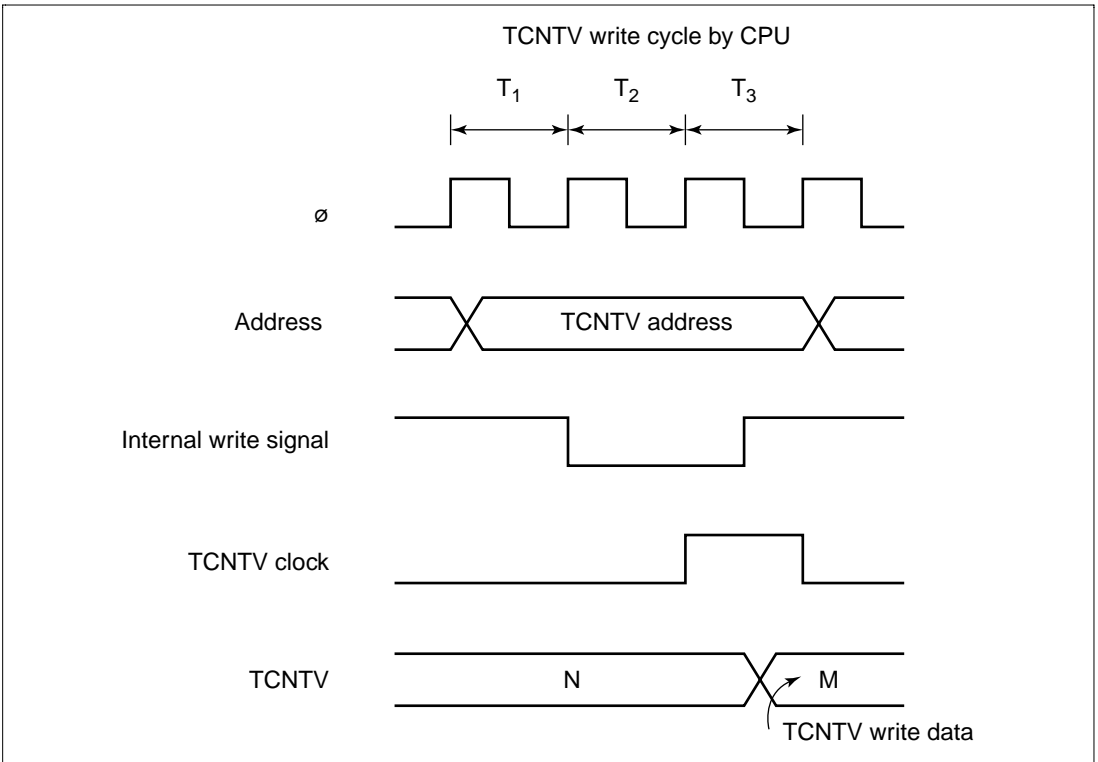 TCNTV write cycle by CPU
T1 T2 T3
ø
Address TCNTV address
Internal write signal
TCNTV clock
TCNTV N M
TCNTV write data